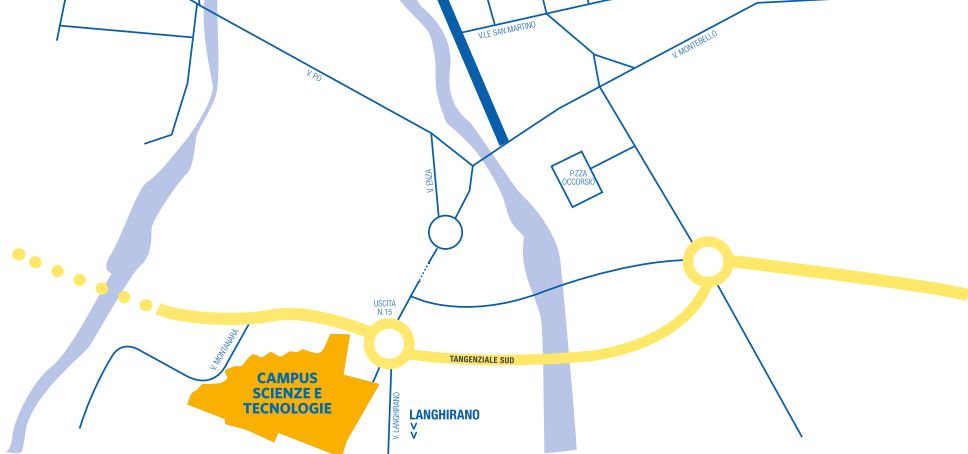 V.LE SAN MARTINO
V. MONTEBELLO
V. PO
V. ENZA
P.ZZA
OCCORSIO
USCITA
N.15
V. MONTANARA
TANGENZIALE SUD
CAMPUS
SCIENZE E
TECNOLOGIE
V. LANGHIRANO
LANGHIRANO